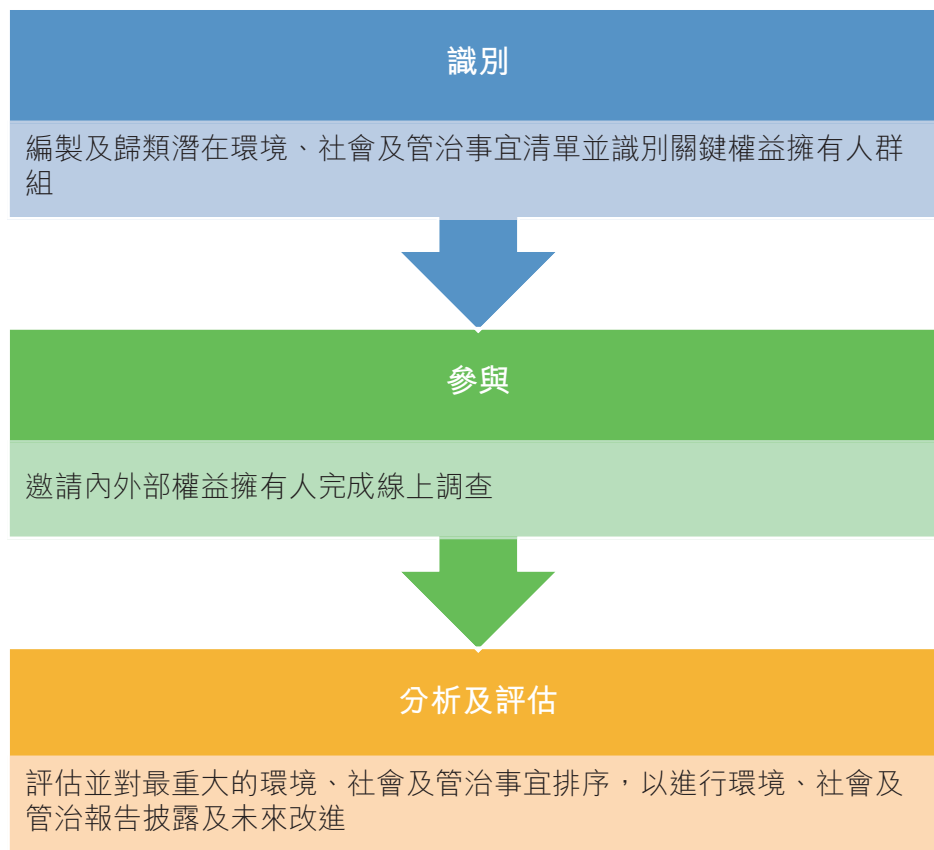 識別
編製及歸類潛在環境、社會及管治事宜清單並識別關鍵權益擁有人群
組
參與
邀請內外部權益擁有人完成線上調查
分析及評估
評估並對最重大的環境、社會及管治事宜排序，以進行環境、社會及
管治報告披露及未來改進